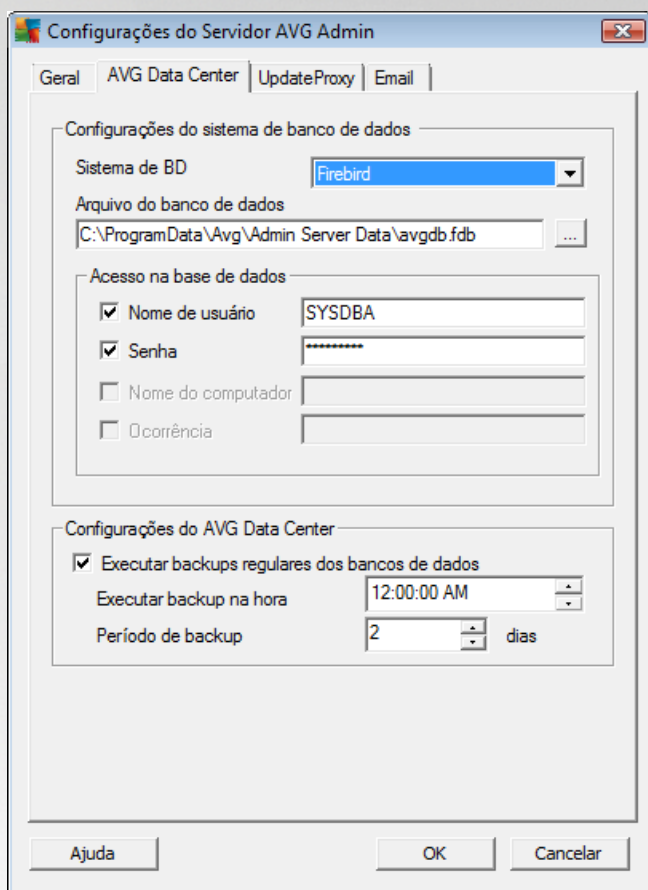 Configurações do Servidor AVG Admin
Geral AVG Data Center UpdateProxy Email
Configurações do sistema de banco de dados
Sistema de BD Firebird
Arquivo do banco de dados
C:\ProgramData\Avg\Admin Server Data\avgdb.fdb ...
Acesso na base de dados
Nome de usuário SYSDBA
Senha *********
Nome do computador
Ocorrência
Configurações do AVG Data Center
Executar backups regulares dos bancos de dados
Executar backup na hora 12:00:00 AM
Período de backup 2 dias
Ajuda OK Cancelar